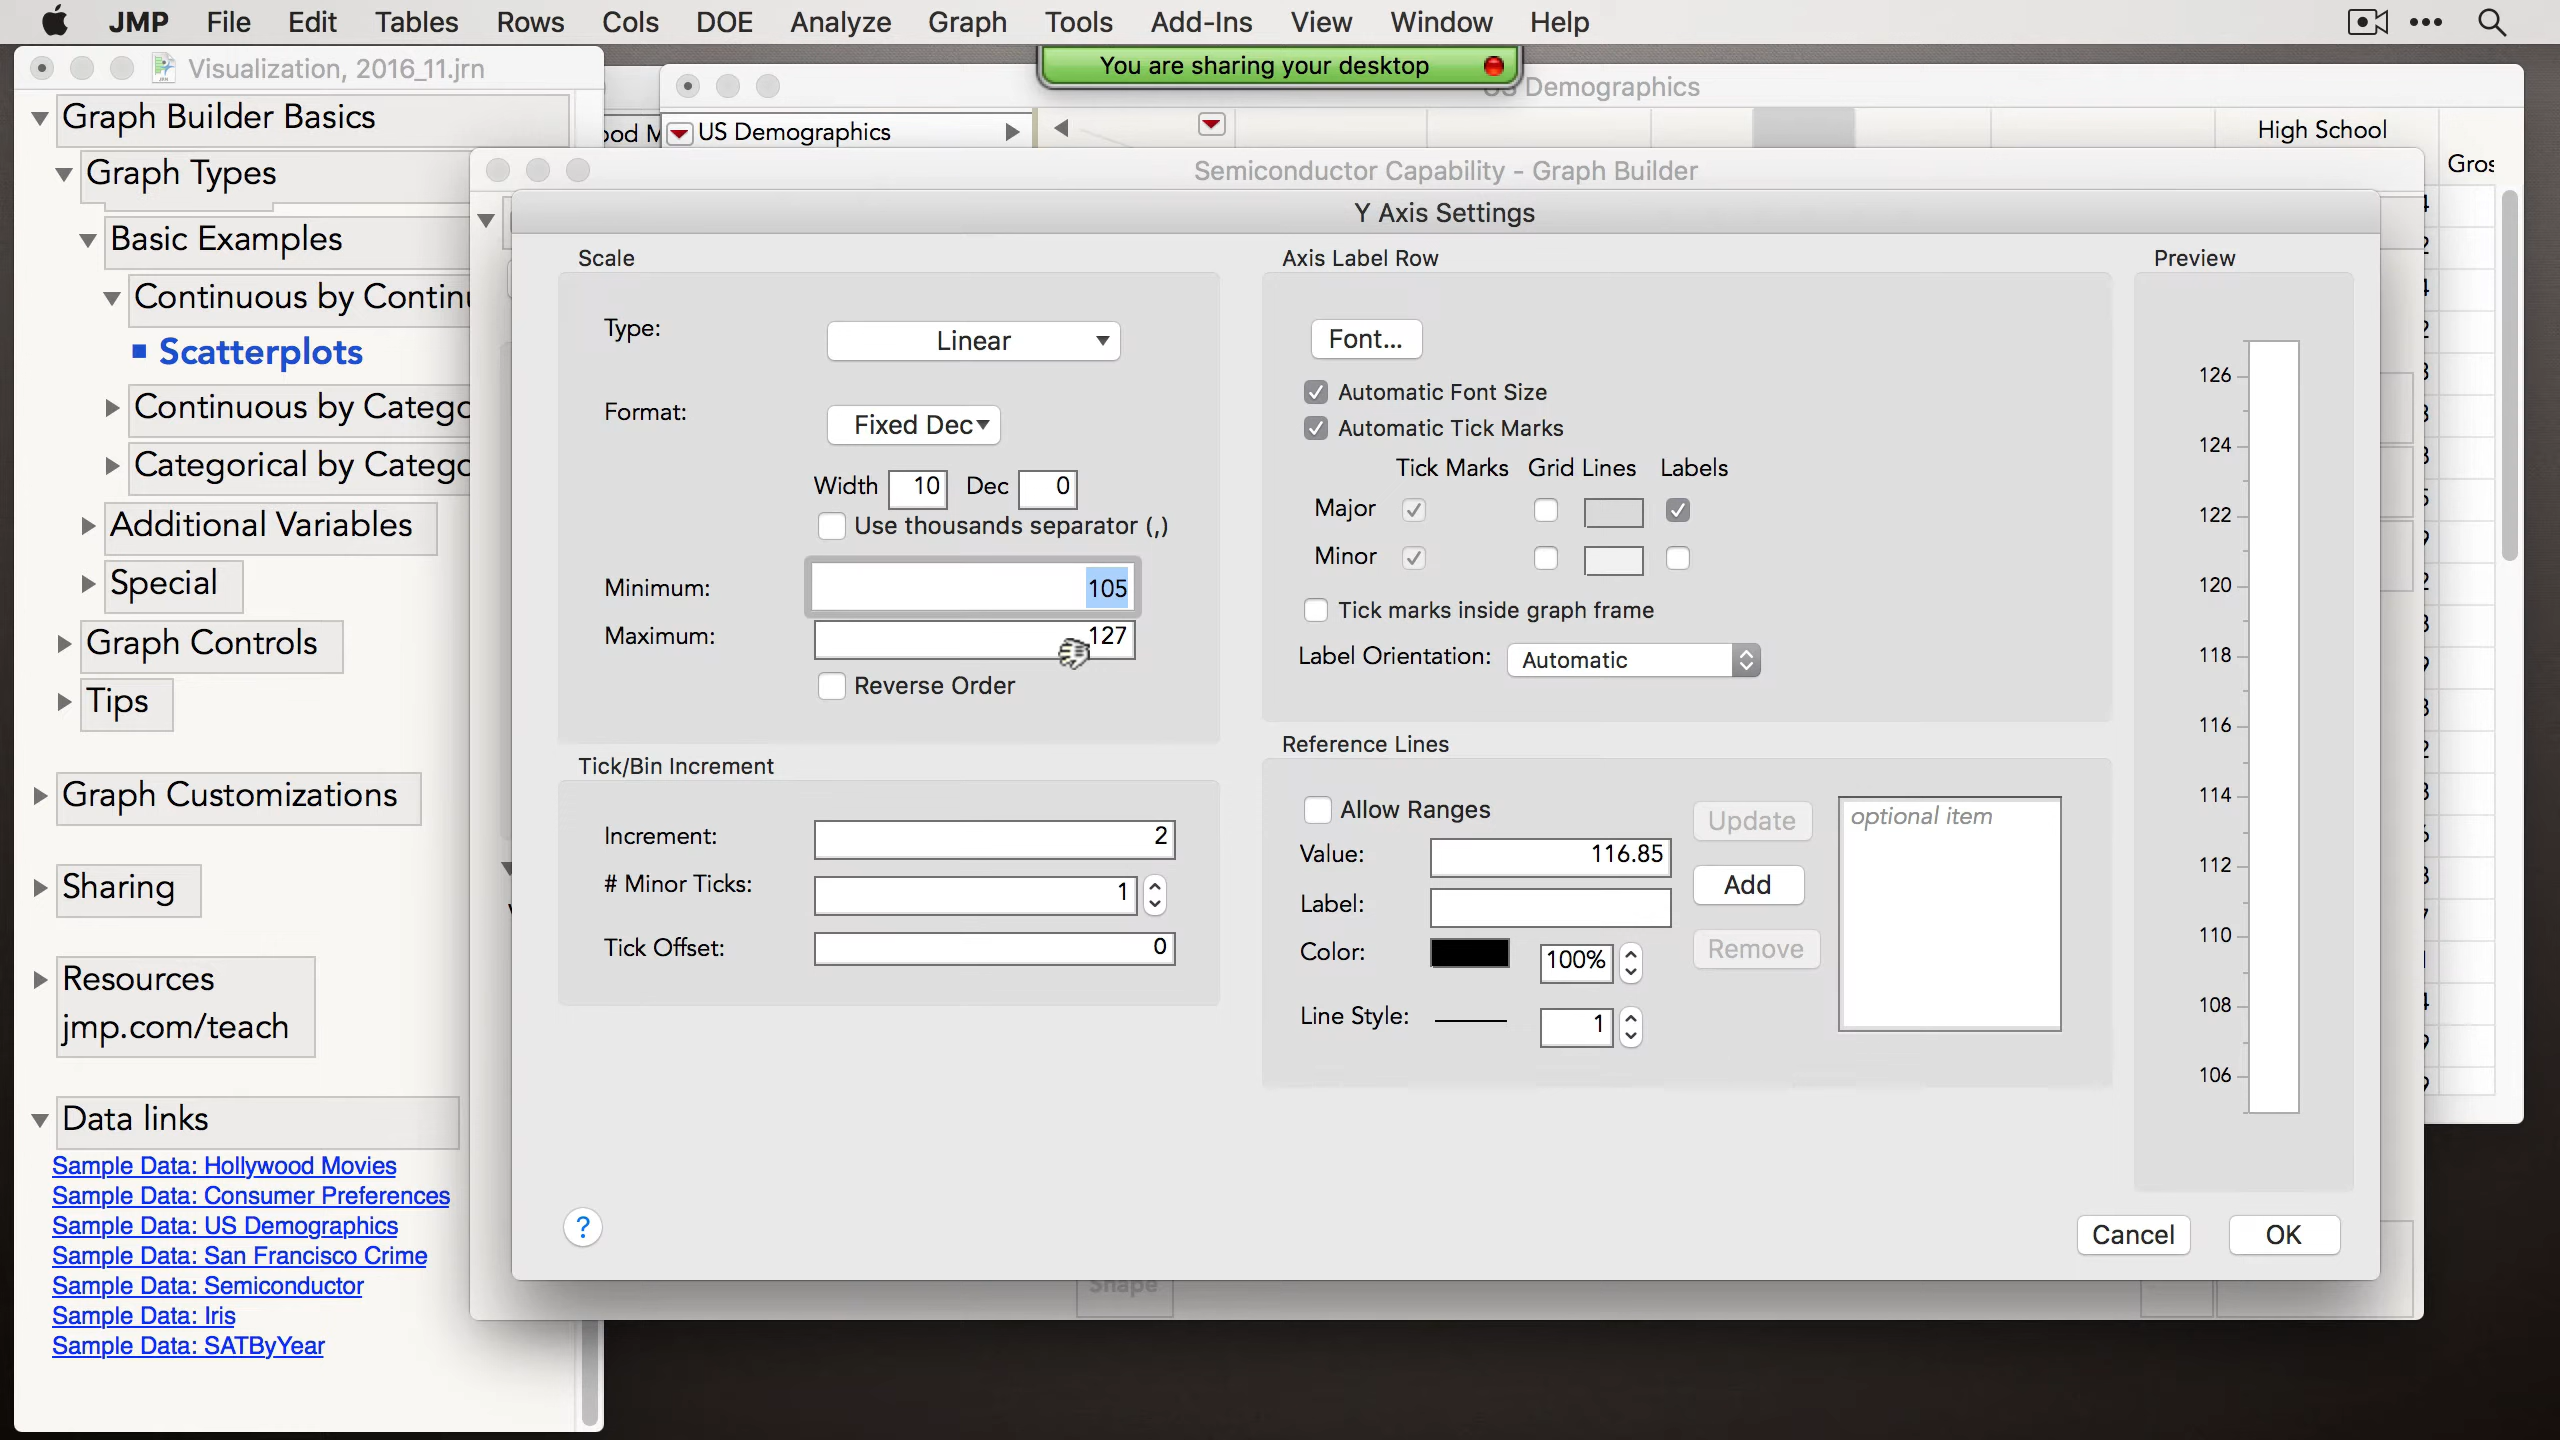 JMP File Edit Tables Rows Cols DOE Analyze Graph Tools Add-Ins View Window Help
You are sharing your desktop
Visualization, 2016_11.jrn
Demographics
Graph Builder Basics
US Demographics
High School
Semiconductor Capability - Graph Builder
Graph Types
Y Axis Settings
Basic Examples
Continuous by Continu
Scatterplots
Continuous by Catego
Categorical by Catego
Additional Variables
Special
Graph Controls
Tips
Graph Customizations
Sharing
Resources
jmp.com/teach
Data links
Sample Data: Hollywood Movies
Sample Data: Consumer Preferences
Sample Data: US Demographics
Sample Data: San Francisco Crime
Sample Data: Semiconductor
Sample Data: Iris
Sample Data: SATByYear
Scale
Type: Linear
Format: Fixed Dec
Width 10 Dec 0
Use thousands separator (,)
Minimum: 105
Maximum: 127
Reverse Order
Tick/Bin Increment
Increment: 2
# Minor Ticks: 1
Tick Offset: 0
Axis Label Row
Font...
Automatic Font Size
Automatic Tick Marks
Tick Marks Grid Lines Labels
Major
Minor
Tick marks inside graph frame
Label Orientation: Automatic
Reference Lines
Allow Ranges
Value: 116.85
Label:
Color: 100%
Line Style: 1
Update
Add
Remove
optional item
Preview
126
124
122
120
118
116
114
112
110
108
106
?
Cancel OK
Shape